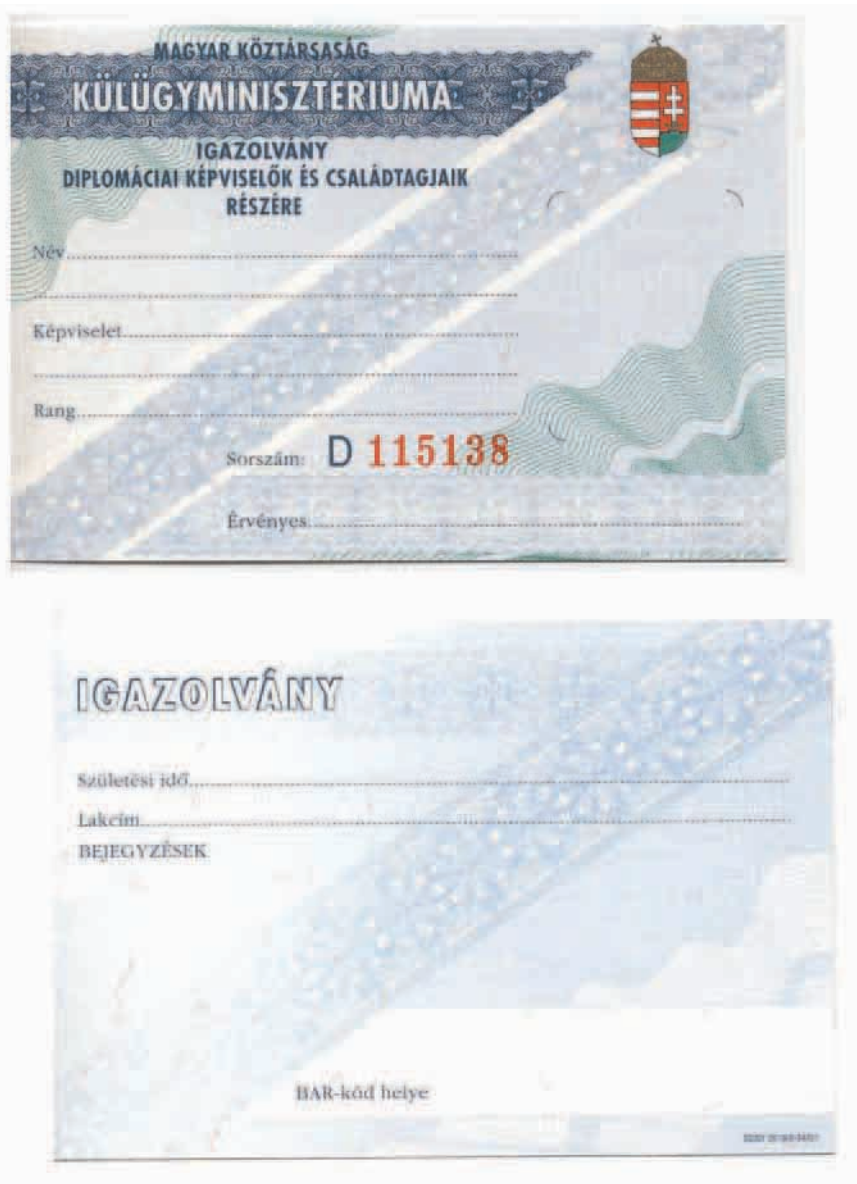 MAGYAR KÖZTÁRSASÁG
KÜLÜGYMINISZTÉRIUMA
IGAZOLVÁNY
DIPLOMÁCIAI KÉPVISELŐK ÉS CSALÁDTAGJAIK
RÉSZÉRE
Név
Képviselet
Rang
Sorszám: D 115138
Érvényes
IGAZOLVÁNY
Születési idő
Lakcím
BEJEGYZÉSEK
BAR-kód helye